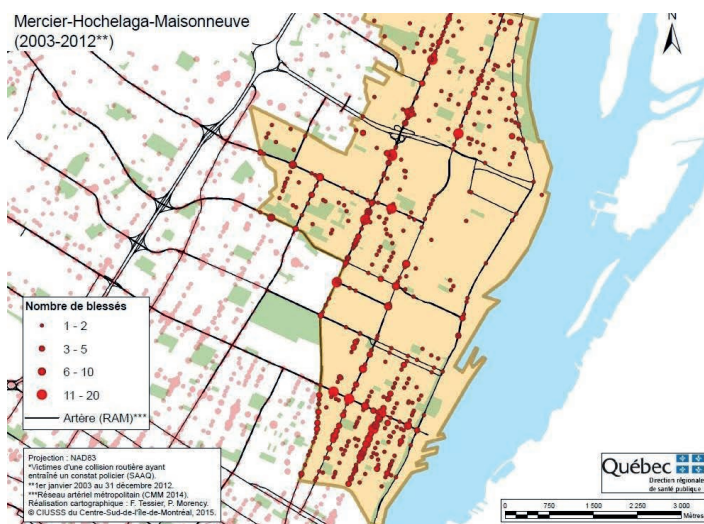 Mercier-Hochelaga-Maisonneuve
(2003-2012**)
N
Nombre de blessés
1 - 2
3 - 5
6 - 10
11 - 20
Artère (RAM)***
Projection : NAD83
*Victimes d'une collision routière ayant
entraîné un constat policier (SAAQ).
**1er janvier 2003 au 31 décembre 2012.
***Réseau artériel métropolitain (CMM 2014).
Réalisation cartographique : F. Tessier, P. Morency.
© CIUSSS du Centre-Sud-de-l'Île-de-Montréal, 2015.
Québec
Direction régionale
de santé publique
0 750 1 500 2 250 3 000
Mètres